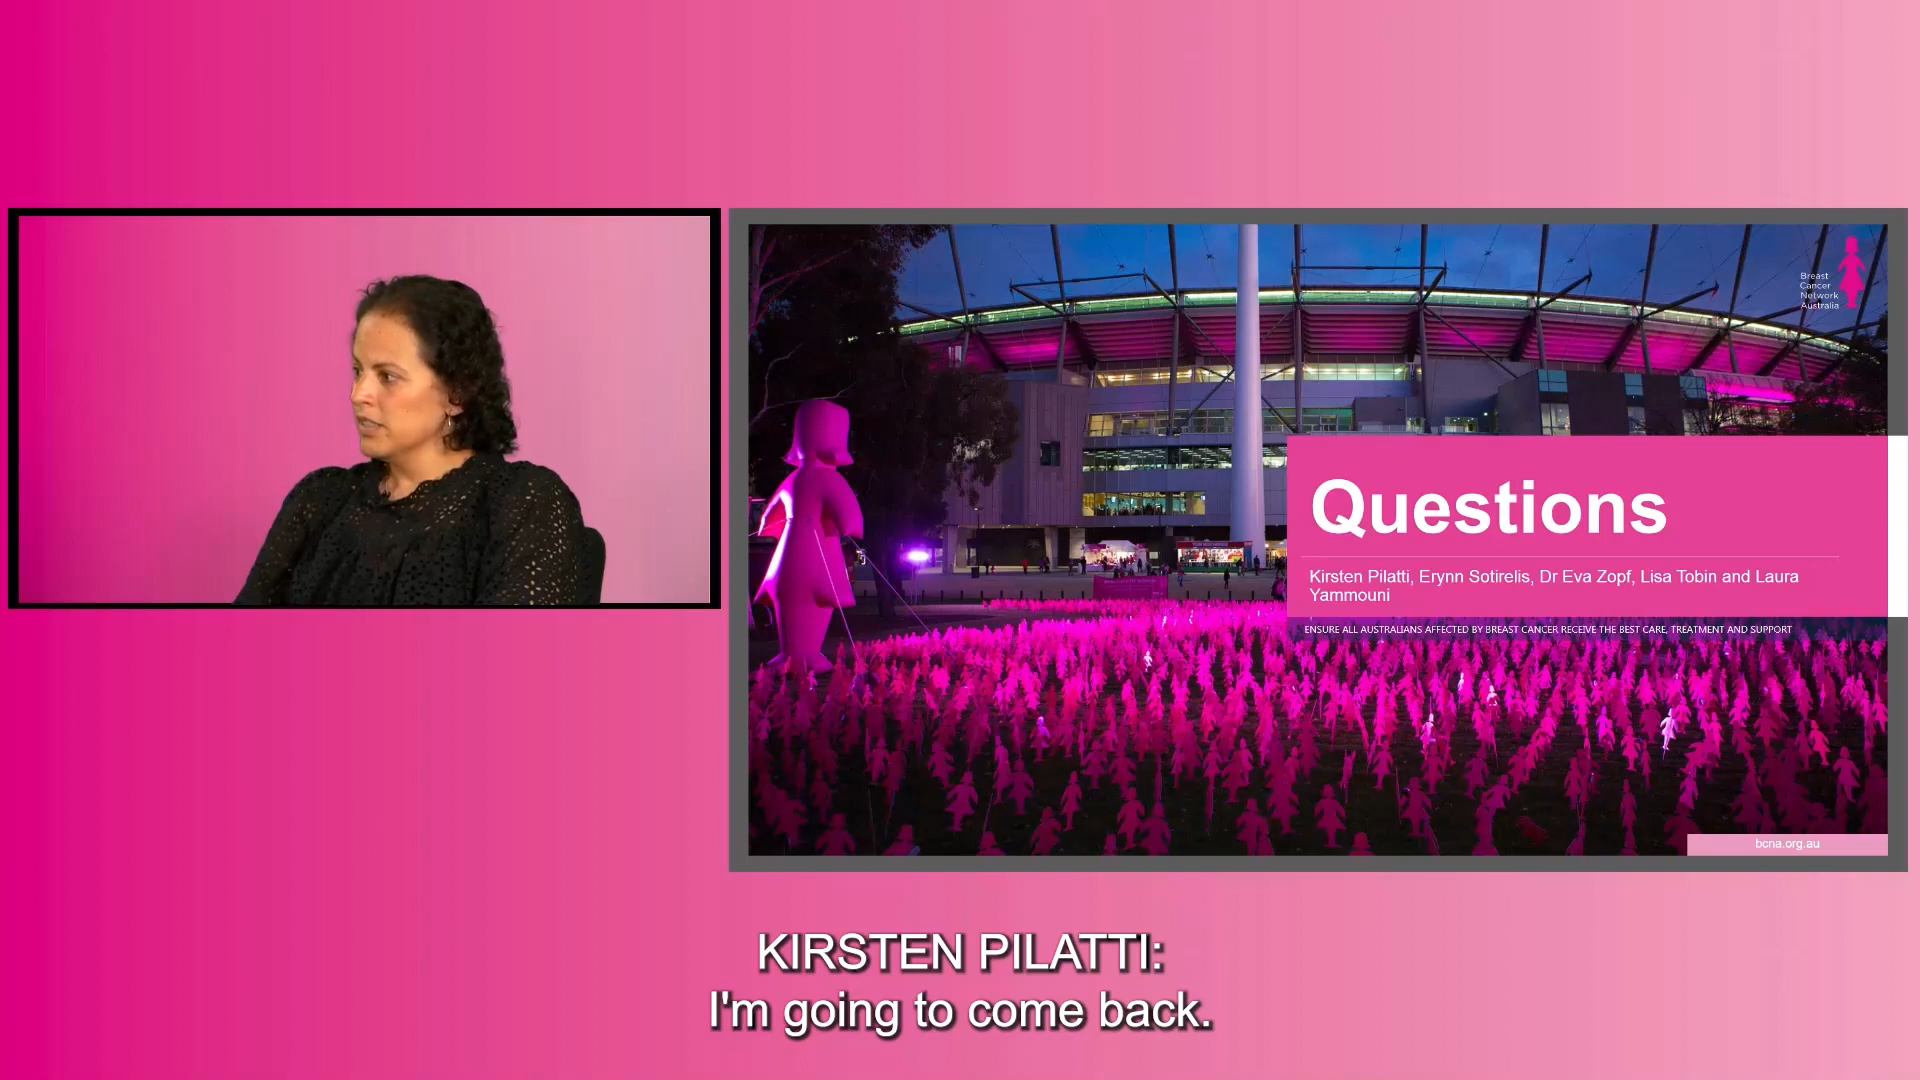 Breast
Cancer
Network
Australia
Questions
Kirsten Pilatti, Erynn Sotirelis, Dr Eva Zopf, Lisa Tobin and Laura
Yammouni
ENSURE ALL AUSTRALIANS AFFECTED BY BREAST CANCER RECEIVE THE BEST CARE, TREATMENT AND SUPPORT
bcna.org.au
KIRSTEN PILATTI:
I'm going to come back.